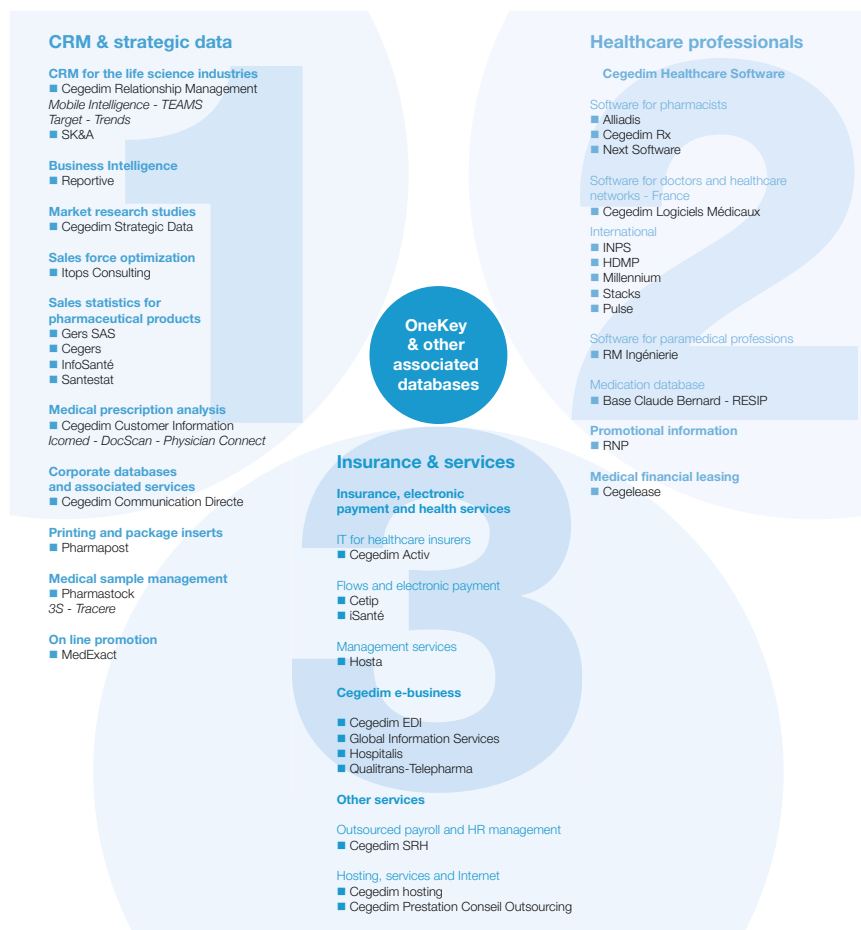 CRM & strategic data
CRM for the life science industries
■ Cegedim Relationship Management
Mobile Intelligence - TEAMS
Target - Trends
■ SK&A
Business Intelligence
■ Reportive
Market research studies
■ Cegedim Strategic Data
Sales force optimization
■ Itops Consulting
Sales statistics for
pharmaceutical products
■ Gers SAS
■ Cegers
■ InfoSanté
■ Santestat
Medical prescription analysis
■ Cegedim Customer Information
Icomed - DocScan - Physician Connect
Corporate databases
and associated services
■ Cegedim Communication Directe
Printing and package inserts
■ Pharmapost
Medical sample management
■ Pharmastock
3S - Tracere
On line promotion
■ MedExact
1
OneKey
& other
associated
databases
Healthcare professionals
Cegedim Healthcare Software
Software for pharmacists
■ Alliadis
■ Cegedim Rx
■ Next Software
Software for doctors and healthcare
networks - France
■ Cegedim Logiciels Médicaux
International
■ INPS
■ HDMP
■ Millennium
■ Stacks
■ Pulse
Software for paramedical professions
■ RM Ingénierie
Medication database
■ Base Claude Bernard - RESIP
Promotional information
■ RNP
Medical financial leasing
■ Cegelease
2
Insurance & services
Insurance, electronic
payment and health services
IT for healthcare insurers
■ Cegedim Activ
Flows and electronic payment
■ Cetip
■ iSanté
Management services
■ Hosta
Cegedim e-business
■ Cegedim EDI
■ Global Information Services
■ Hospitalis
■ Qualitrans-Telepharma
Other services
Outsourced payroll and HR management
■ Cegedim SRH
Hosting, services and Internet
■ Cegedim hosting
■ Cegedim Prestation Conseil Outsourcing
3